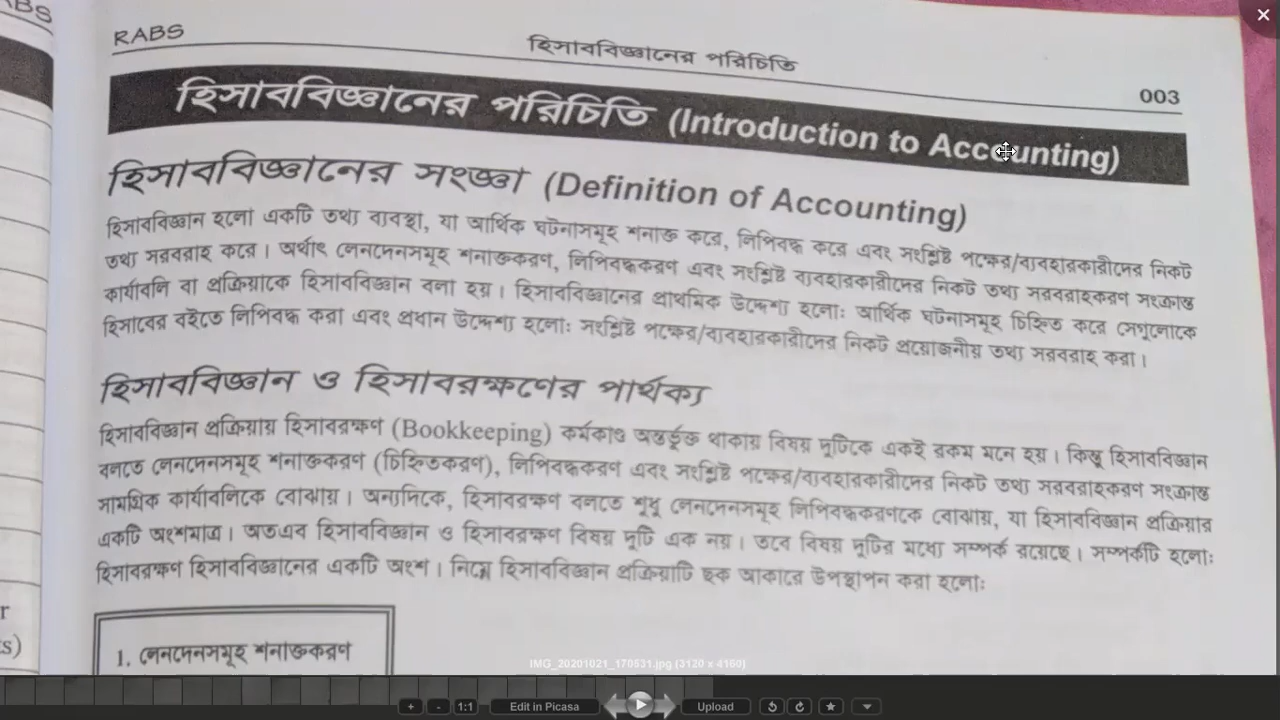 ABS
RABS
হিসাববিজ্ঞানের পরিচিতি
003
হিসাববিজ্ঞানের পরিচিতি (Introduction to Accounting)
হিসাববিজ্ঞানের সংজ্ঞা (Definition of Accounting)
হিসাববিজ্ঞান হলো একটি তথ্য ব্যবস্থা, যা আর্থিক ঘটনাসমূহ শনাক্ত করে, লিপিবদ্ধ করে এবং সংশ্লিষ্ট পক্ষের/ব্যবহারকারীদের নিকট
তথ্য সরবরাহ করে। অর্থাৎ লেনদেনসমূহ শনাক্তকরণ, লিপিবদ্ধকরণ এবং সংশ্লিষ্ট ব্যবহারকারীদের নিকট তথ্য সরবরাহকরণ সংক্রান্ত
কার্যাবলি বা প্রক্রিয়াকে হিসাববিজ্ঞান বলা হয়। হিসাববিজ্ঞানের প্রাথমিক উদ্দেশ্য হলোঃ আর্থিক ঘটনাসমূহ চিহ্নিত করে সেগুলোকে
হিসাবের বইতে লিপিবদ্ধ করা এবং প্রধান উদ্দেশ্য হলোঃ সংশ্লিষ্ট পক্ষের/ব্যবহারকারীদের নিকট প্রয়োজনীয় তথ্য সরবরাহ করা।
হিসাববিজ্ঞান ও হিসাবরক্ষণের পার্থক্য
হিসাববিজ্ঞান প্রক্রিয়ায় হিসাবরক্ষণ (Bookkeeping) কর্মকাণ্ড অন্তর্ভুক্ত থাকায় বিষয় দুটিকে একই রকম মনে হয়। কিন্তু হিসাববিজ্ঞান
বলতে লেনদেনসমূহ শনাক্তকরণ (চিহ্নিতকরণ), লিপিবদ্ধকরণ এবং সংশ্লিষ্ট পক্ষের/ব্যবহারকারীদের নিকট তথ্য সরবরাহকরণ সংক্রান্ত
সামগ্রিক কার্যাবলিকে বোঝায়। অন্যদিকে, হিসাবরক্ষণ বলতে শুধু লেনদেনসমূহ লিপিবদ্ধকরণকে বোঝায়, যা হিসাববিজ্ঞান প্রক্রিয়ার
একটি অংশমাত্র। অতএব হিসাববিজ্ঞান ও হিসাবরক্ষণ বিষয় দুটি এক নয়। তবে বিষয় দুটির মধ্যে সম্পর্ক রয়েছে। সম্পর্কটি হলোঃ
হিসাবরক্ষণ হিসাববিজ্ঞানের একটি অংশ। নিম্নে হিসাববিজ্ঞান প্রক্রিয়াটি ছক আকারে উপস্থাপন করা হলোঃ
r
s)
1. লেনদেনসমূহ শনাক্তকরণ
IMG_20201021_170631.jpg (3120 x 4160)
+ - 1:1 Edit in Picasa Upload